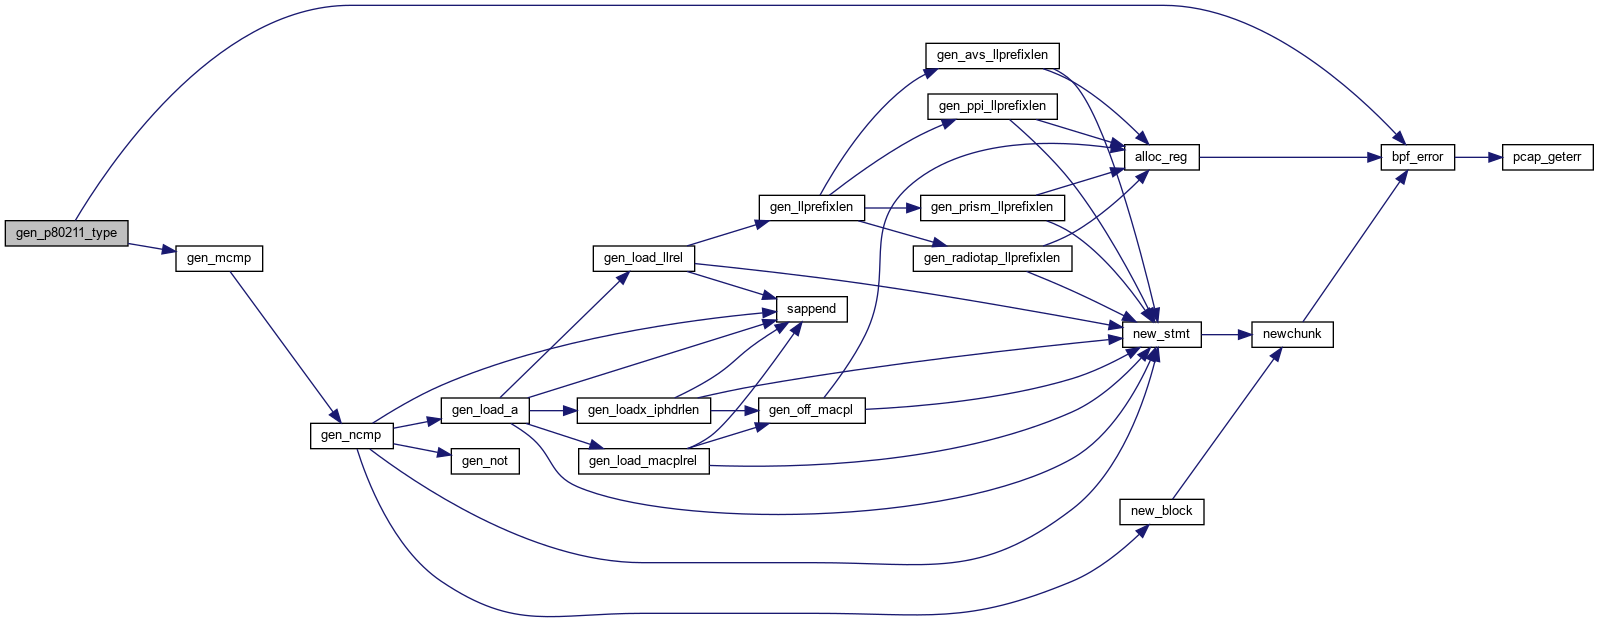 gen_avs_llprefixlen
gen_ppi_llprefixlen
alloc_reg
bpf_error
pcap_geterr
gen_llprefixlen
gen_prism_llprefixlen
gen_p80211_type
gen_mcmp
gen_load_llrel
gen_radiotap_llprefixlen
sappend
new_stmt
newchunk
gen_load_a
gen_loadx_iphdrlen
gen_off_macpl
gen_ncmp
gen_not
gen_load_macplrel
new_block